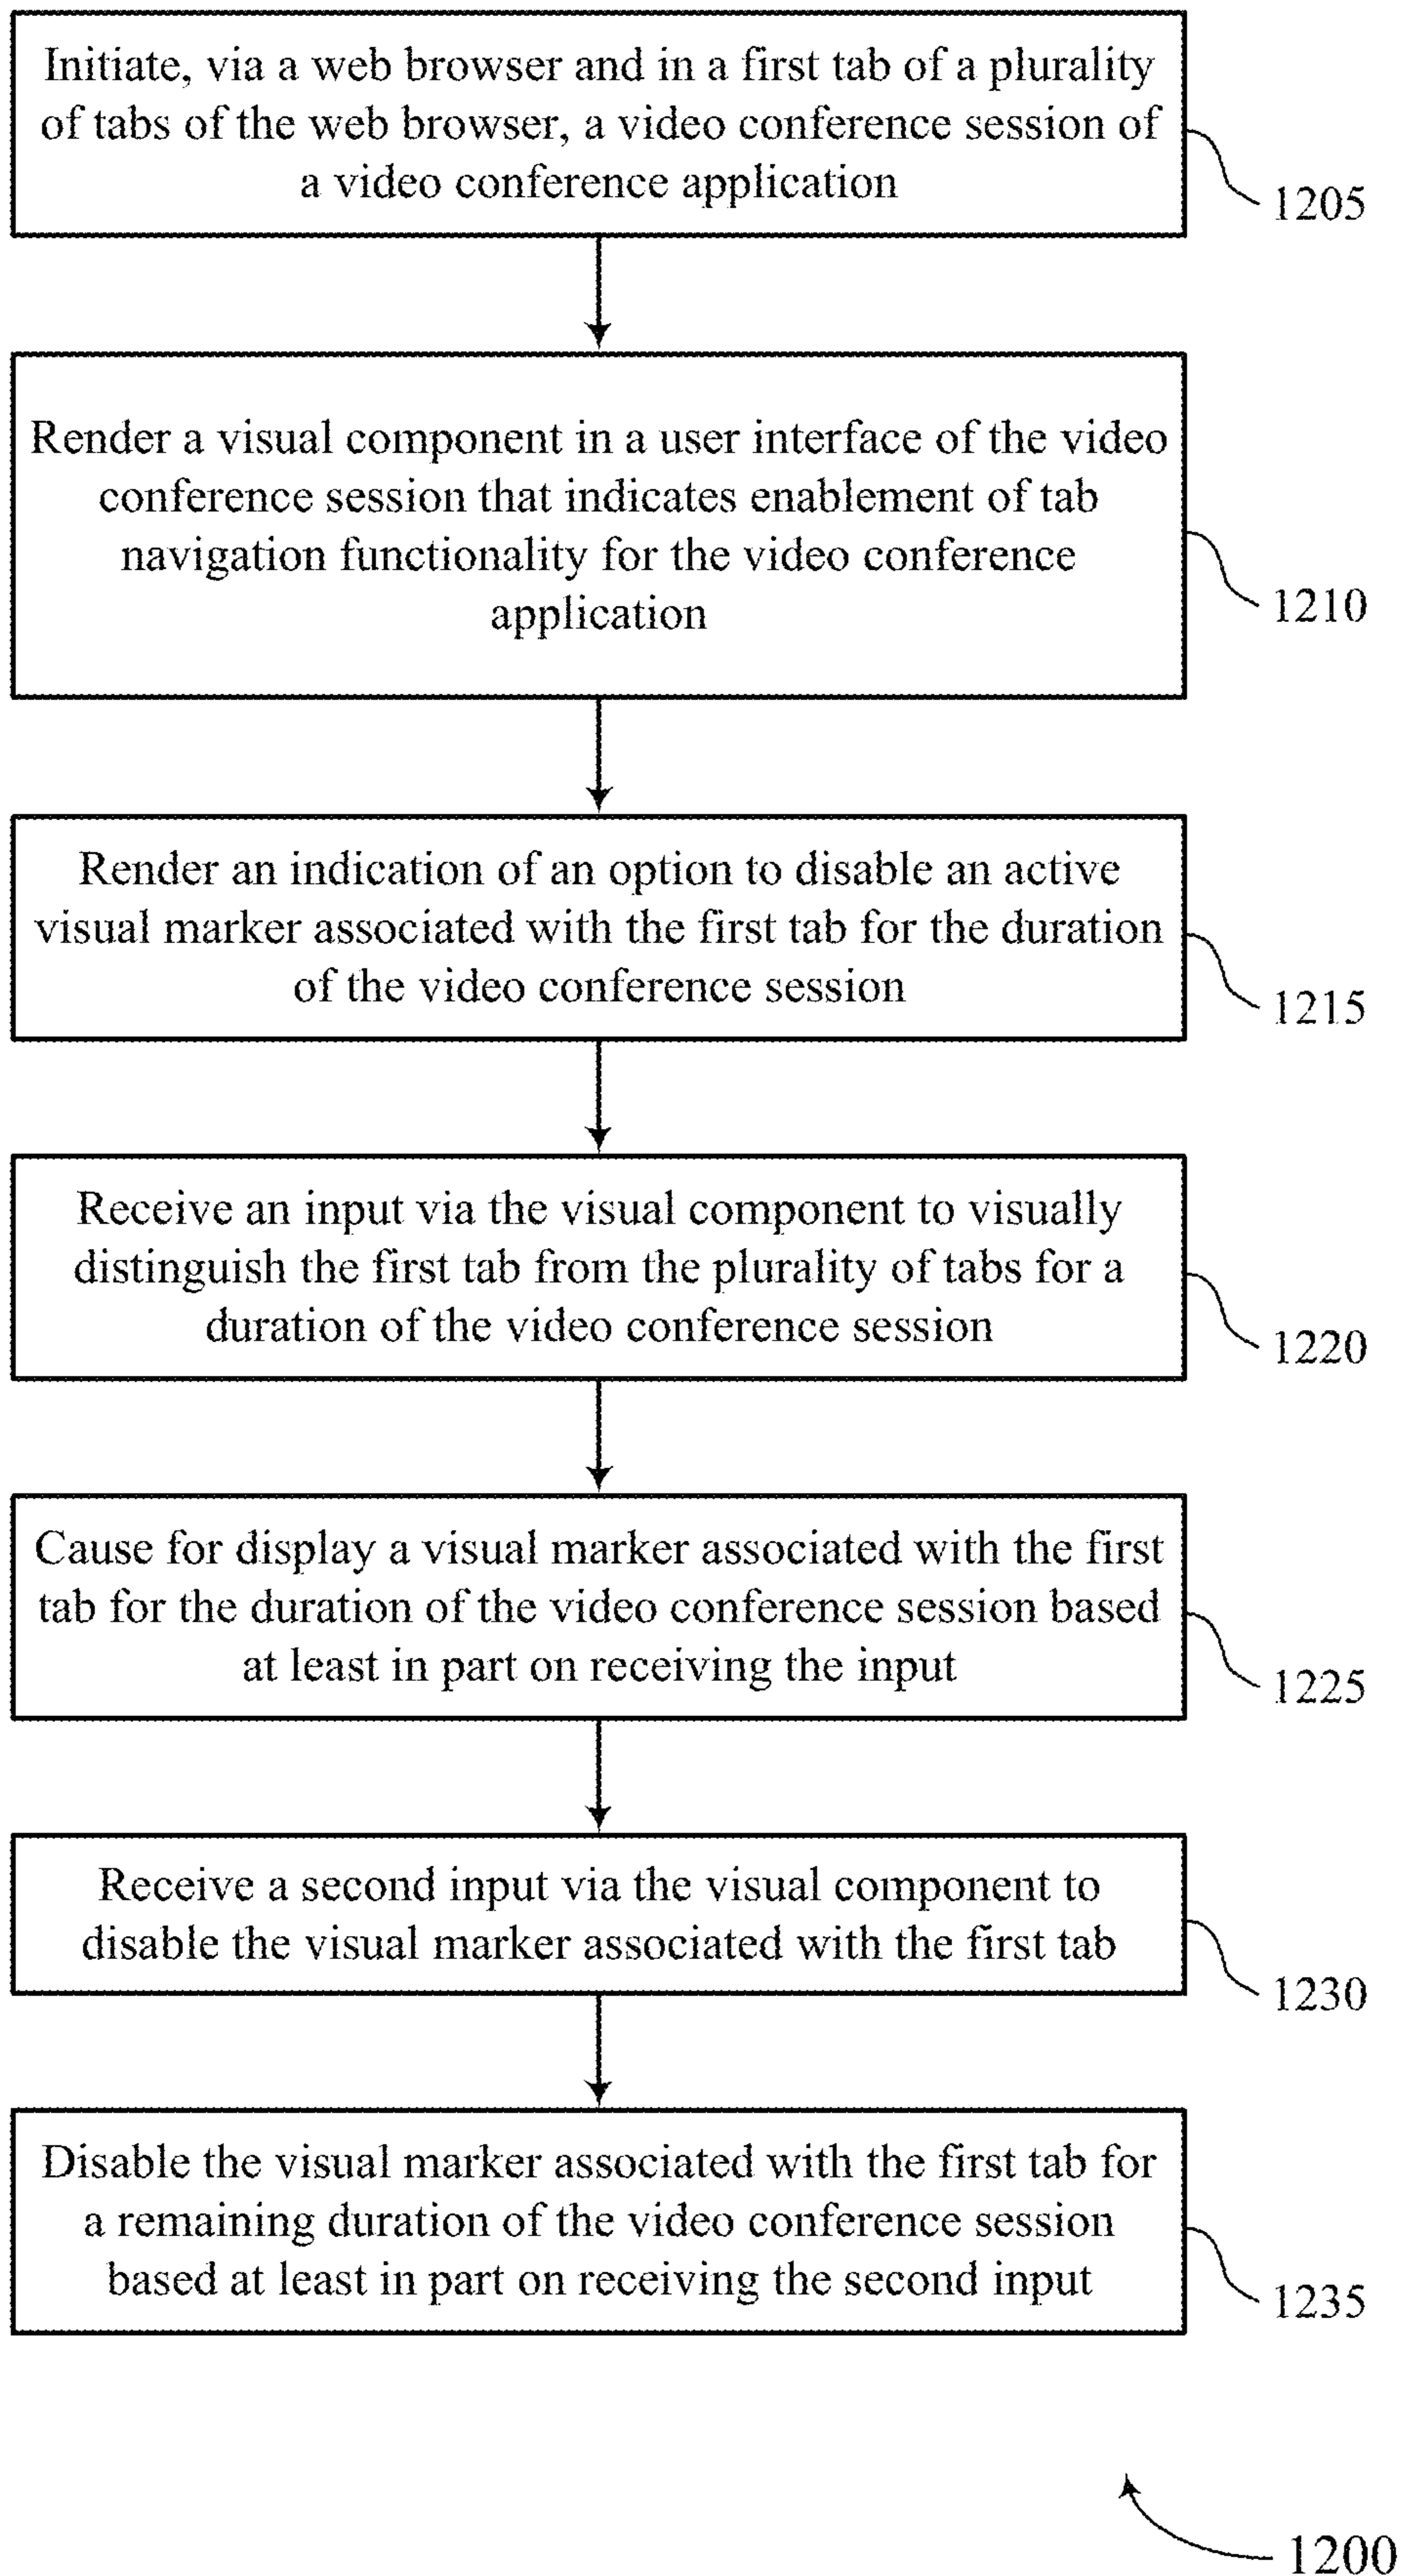 Initiate, via a web browser and in a first tab of a plurality
of tabs of the web browser, a video conference session of
a video conference application
1205
Render a visual component in a user interface of the video
conference session that indicates enablement of tab
navigation functionality for the video conference
application
1210
Render an indication of an option to disable an active
visual marker associated with the first tab for the duration
of the video conference session
1215
Receive an input via the visual component to visually
distinguish the first tab from the plurality of tabs for a
duration of the video conference session
1220
Cause for display a visual marker associated with the first
tab for the duration of the video conference session based
at least in part on receiving the input
1225
Receive a second input via the visual component to
disable the visual marker associated with the first tab
1230
Disable the visual marker associated with the first tab for
a remaining duration of the video conference session
based at least in part on receiving the second input
1235
1200